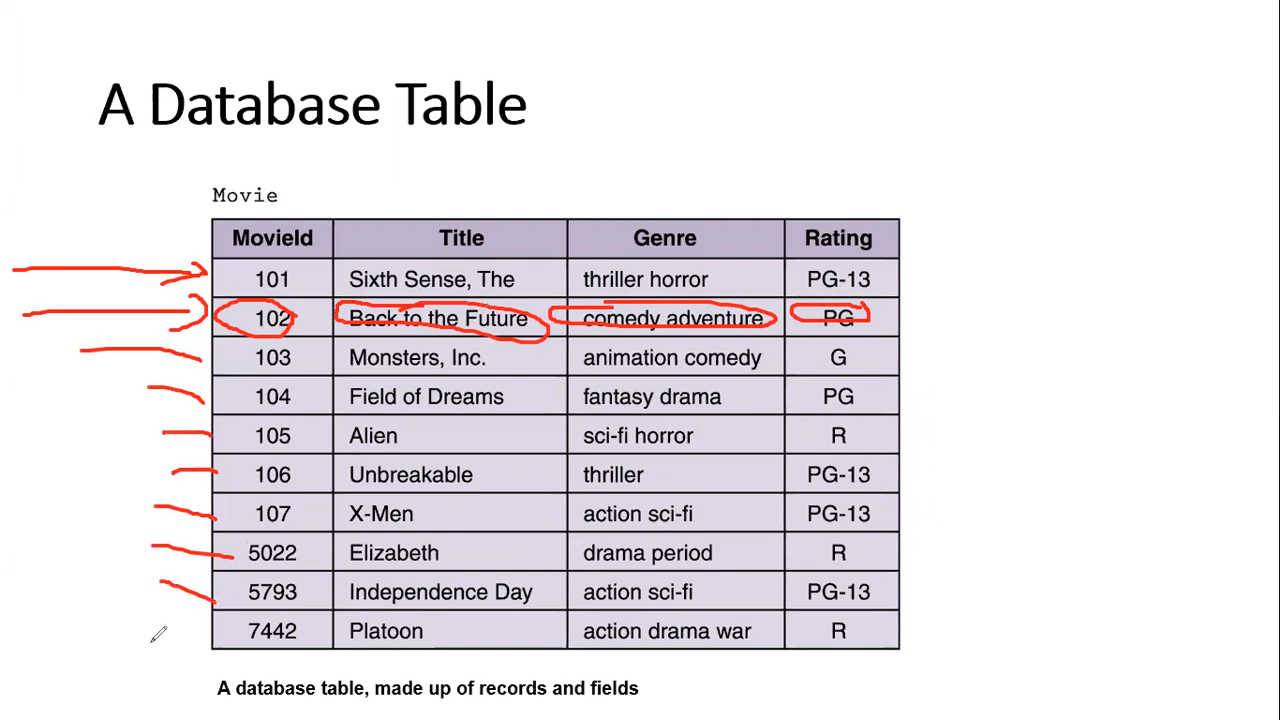 A Database Table
Movie
MovieId Title Genre Rating
101 Sixth Sense, The thriller horror PG-13
102 Back to the Future comedy adventure PG
103 Monsters, Inc. animation comedy G
104 Field of Dreams fantasy drama PG
105 Alien sci-fi horror R
106 Unbreakable thriller PG-13
107 X-Men action sci-fi PG-13
5022 Elizabeth drama period R
5793 Independence Day action sci-fi PG-13
7442 Platoon action drama war R
A database table, made up of records and fields